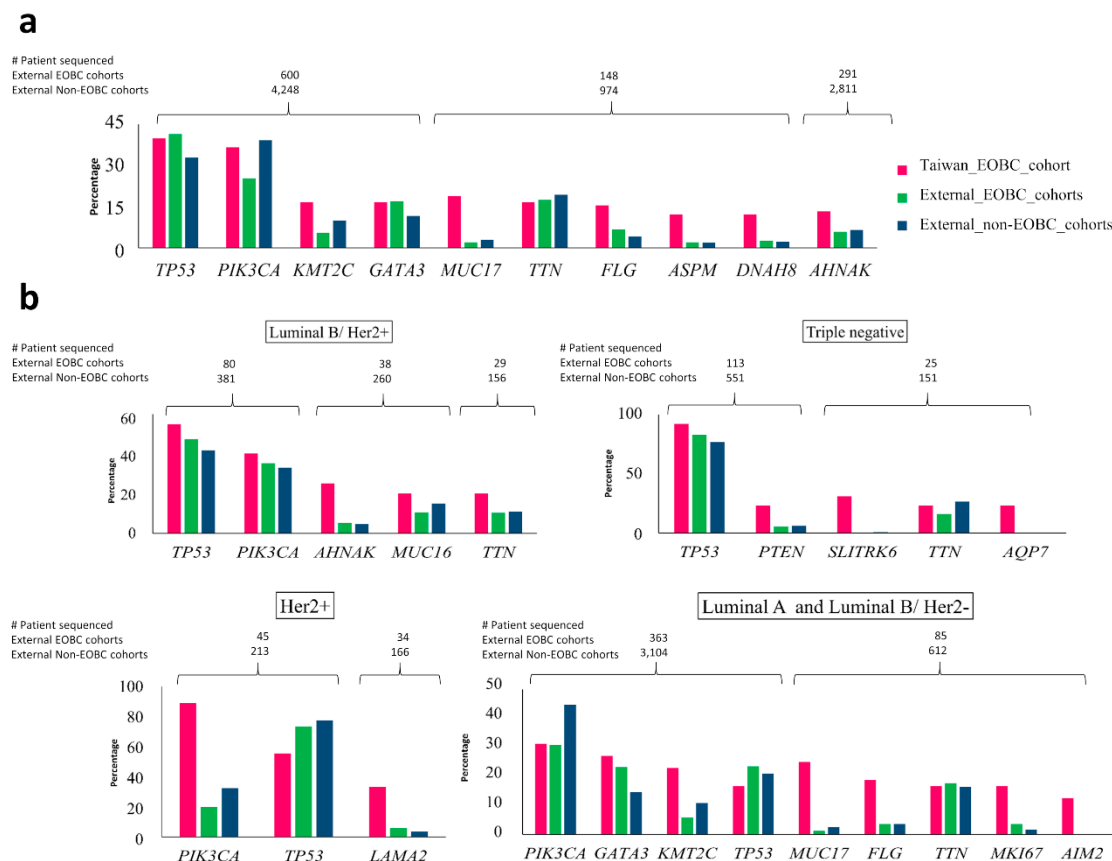 a
# Patient sequenced
External EOBC cohorts 600 148 291
External Non-EOBC cohorts 4,248 974 2,811
45
30
15
0
Percentage
TP53 PIK3CA KMT2C GATA3 MUC17 TTN FLG ASPM DNAH8 AHNAK
Taiwan_EOBC_cohort
External_EOBC_cohorts
External_non-EOBC_cohorts
b
Luminal B/ Her2+
# Patient sequenced
External EOBC cohorts 80 38 29
External Non-EOBC cohorts 381 260 156
60
40
20
0
Percentage
TP53 PIK3CA AHNAK MUC16 TTN
Triple negative
# Patient sequenced
External EOBC cohorts 113 25
External Non-EOBC cohorts 551 151
100
50
0
Percentage
TP53 PTEN SLITRK6 TTN AQP7
Her2+
# Patient sequenced
External EOBC cohorts 45 34
External Non-EOBC cohorts 213 166
100
80
60
40
20
0
Percentage
PIK3CA TP53 LAMA2
Luminal A and Luminal B/ Her2-
# Patient sequenced
External EOBC cohorts 363 85
External Non-EOBC cohorts 3,104 612
50
40
30
20
10
0
Percentage
PIK3CA GATA3 KMT2C TP53 MUC17 FLG TTN MKI67 AIM2